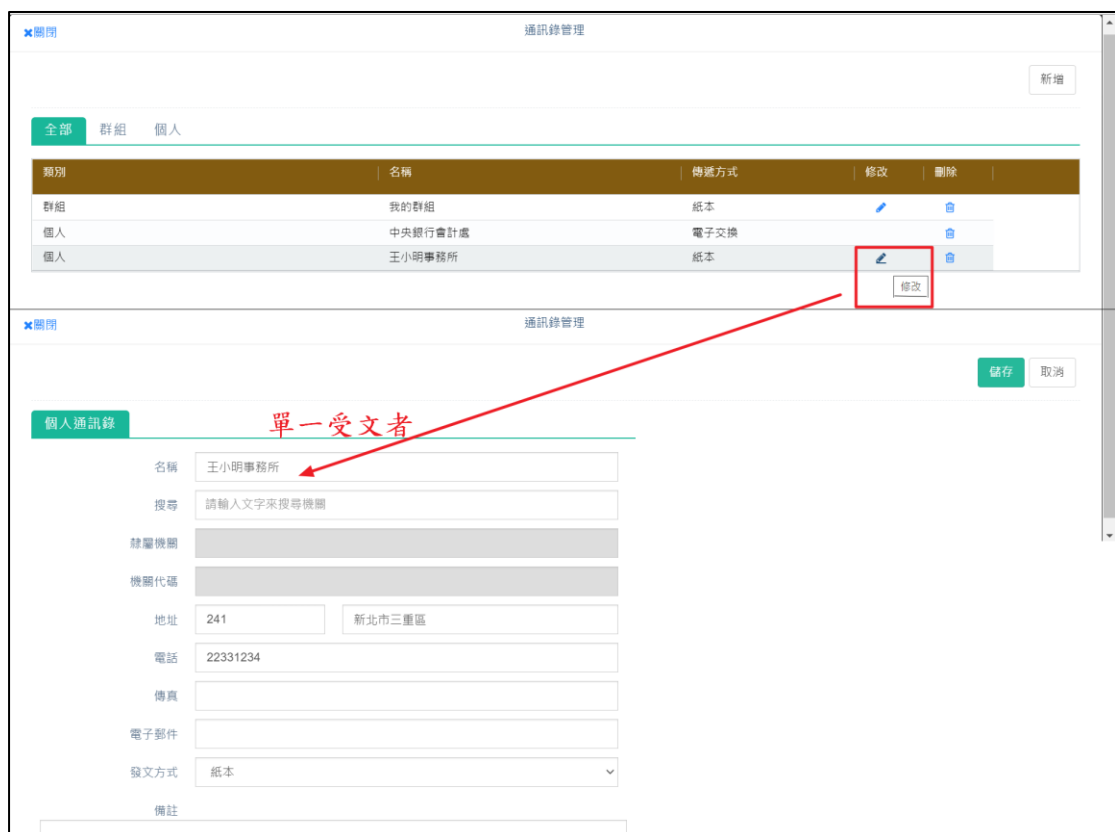 ✖關閉 通訊錄管理
新增
全部 群組 個人
類別 名稱 傳遞方式 修改 刪除
群組 我的群組 紙本
個人 中央銀行會計處 電子交換
個人 王小明事務所 紙本
修改
✖關閉 通訊錄管理
儲存 取消
個人通訊錄 單一受文者
名稱 王小明事務所
搜尋 請輸入文字來搜尋機關
隸屬機關
機關代碼
地址 241 新北市三重區
電話 22331234
傳真
電子郵件
發文方式 紙本
備註